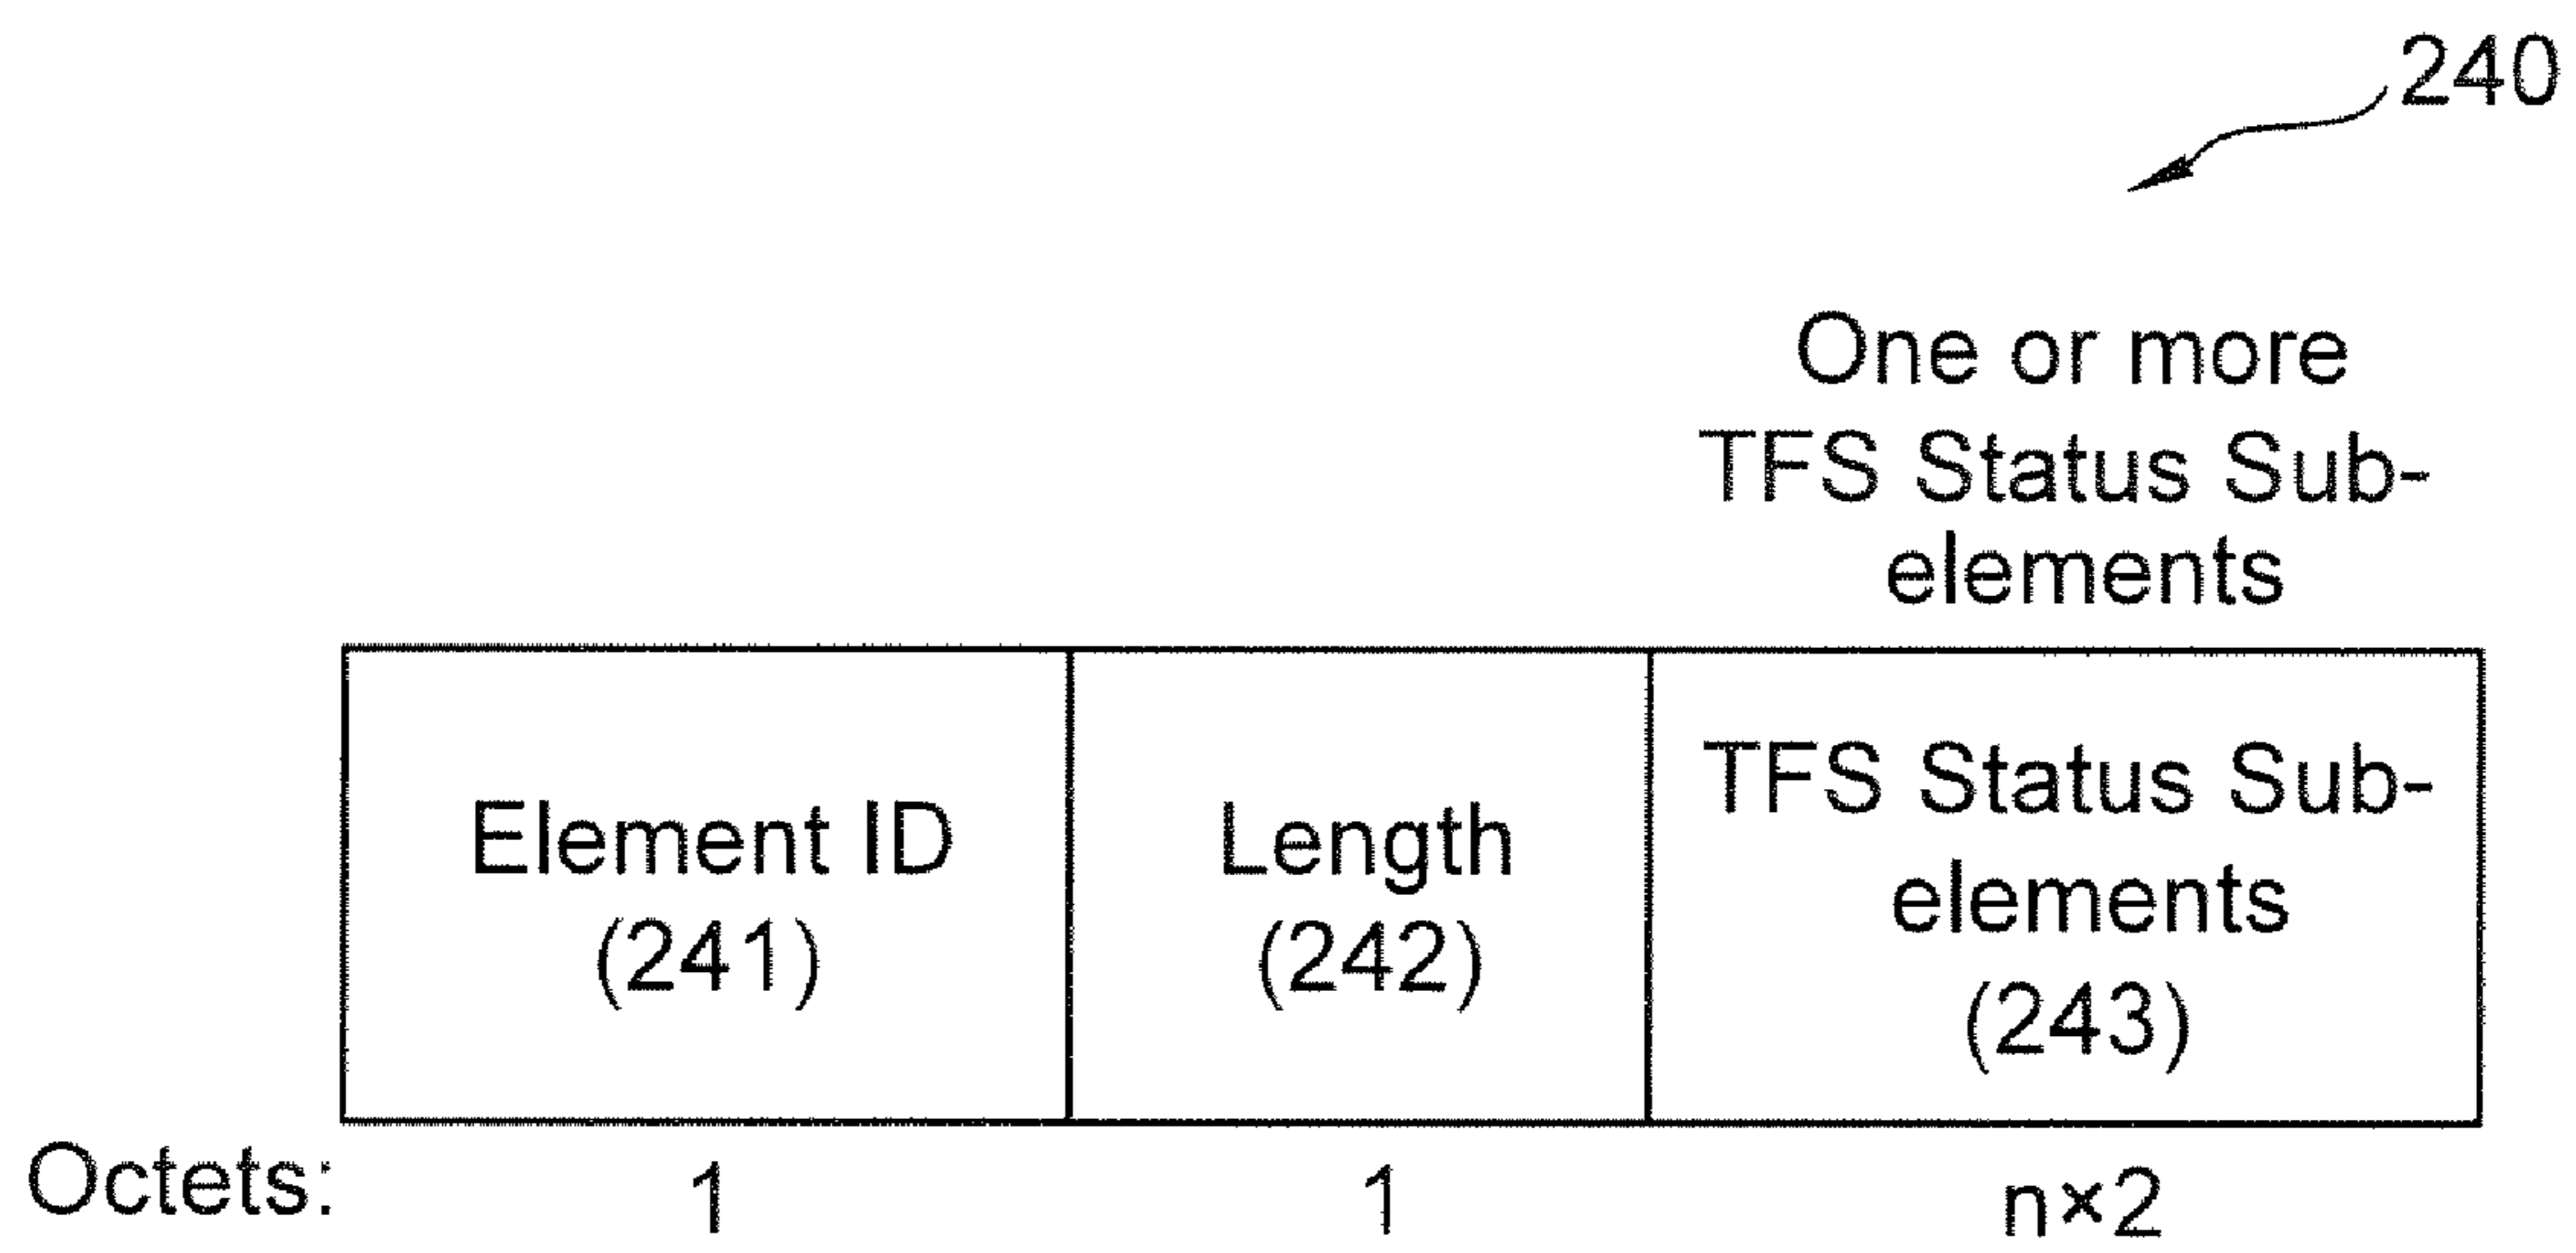 240
One or more
TFS Status Sub-
elements
Element ID
(241)
Length
(242)
TFS Status Sub-
elements
(243)
Octets:
1
1
n×2